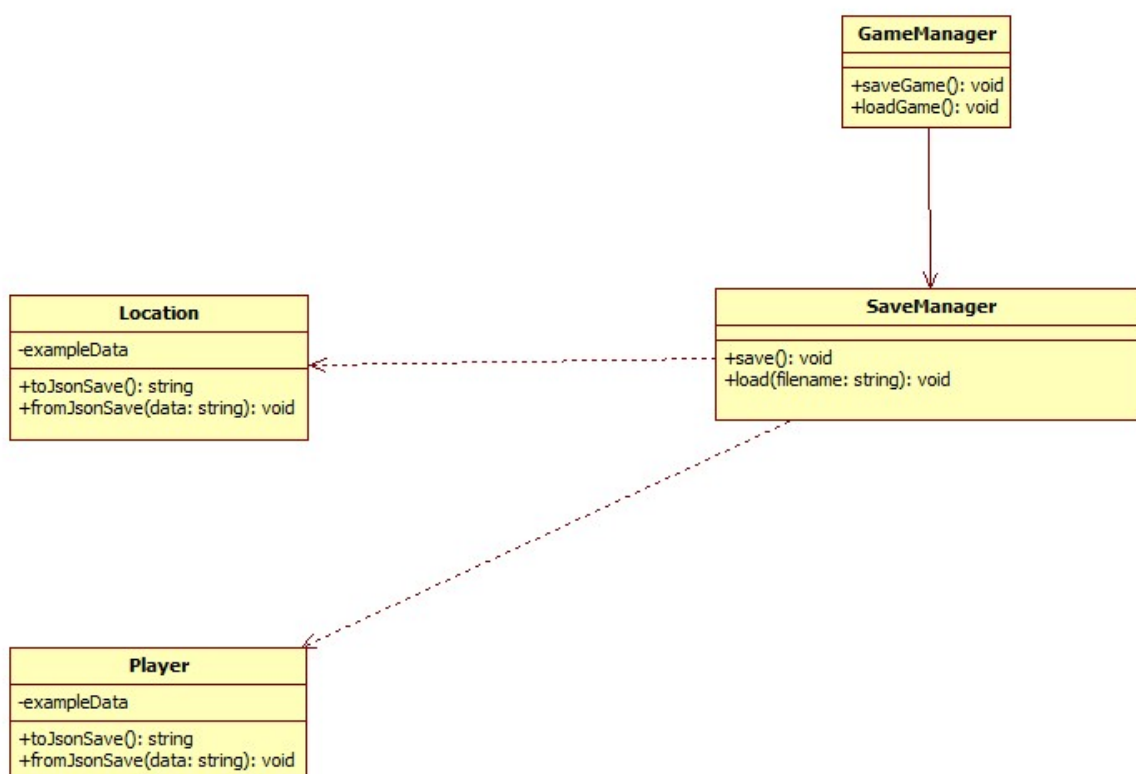 GameManager
+saveGame(): void
+loadGame(): void
Location
-exampleData
+toJsonSave(): string
+fromJsonSave(data: string): void
SaveManager
+save(): void
+load(filename: string): void
Player
-exampleData
+toJsonSave(): string
+fromJsonSave(data: string): void